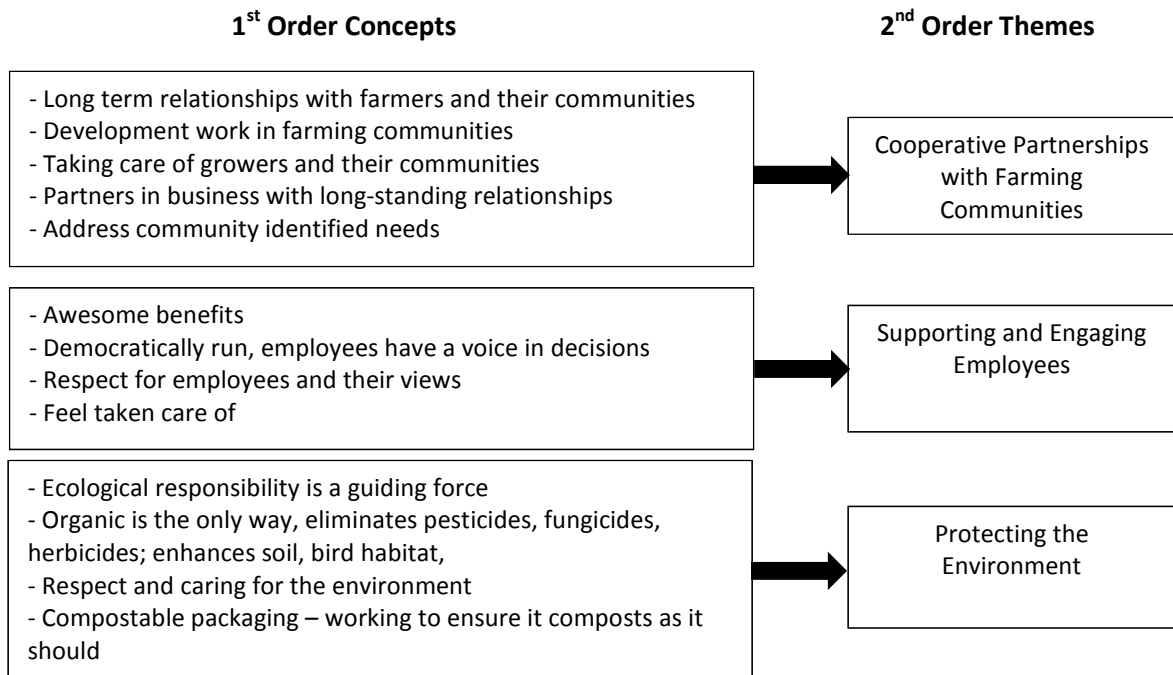 1st Order Concepts
2nd Order Themes
- Long term relationships with farmers and their communities
- Development work in farming communities
- Taking care of growers and their communities
- Partners in business with long-standing relationships
- Address community identified needs
Cooperative Partnerships
with Farming
Communities
- Awesome benefits
- Democratically run, employees have a voice in decisions
- Respect for employees and their views
- Feel taken care of
Supporting and Engaging
Employees
- Ecological responsibility is a guiding force
- Organic is the only way, eliminates pesticides, fungicides,
herbicides; enhances soil, bird habitat,
- Respect and caring for the environment
- Compostable packaging – working to ensure it composts as it
should
Protecting the
Environment